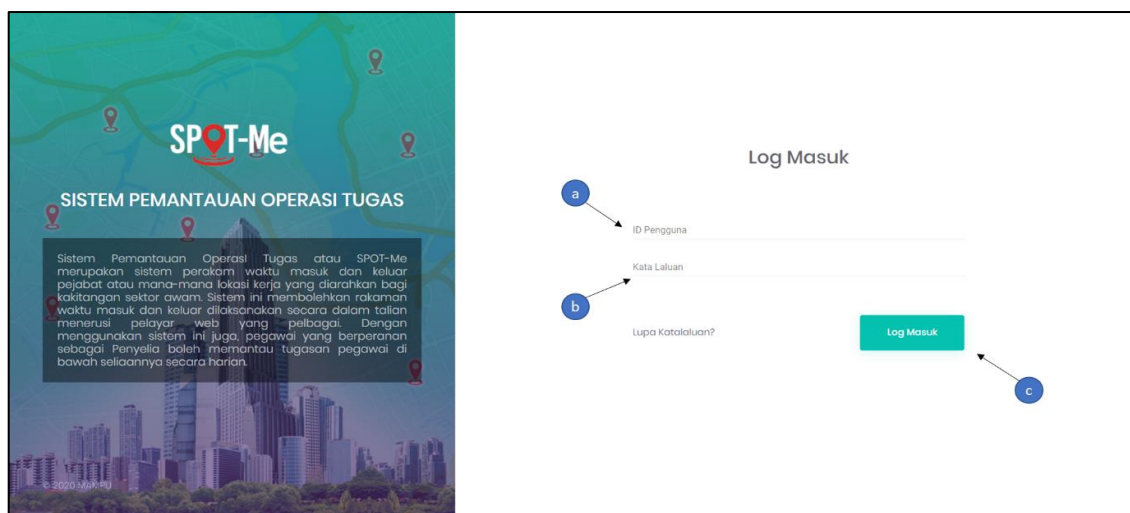 SPOT-Me
SISTEM PEMANTAUAN OPERASI TUGAS
Sistem Pemantauan Operasi Tugas atau SPOT-Me
merupakan sistem perakam waktu masuk dan keluar
pejabat atau mana-mana lokasi kerja yang diarahkan bagi
kakitangan sektor awam. Sistem ini membolehkan rakaman
waktu masuk dan keluar dilaksanakan secara dalam talian
menerusi pelayar web yang pelbagai. Dengan
menggunakan sistem ini juga, pegawai yang berperanan
sebagai Penyelia boleh memantau tugasan pegawai di
bawah seliaannya secara harian.
© 2020
Log Masuk
a
ID Pengguna
Kata Laluan
b
Lupa Katalaluan?
Log Masuk
c